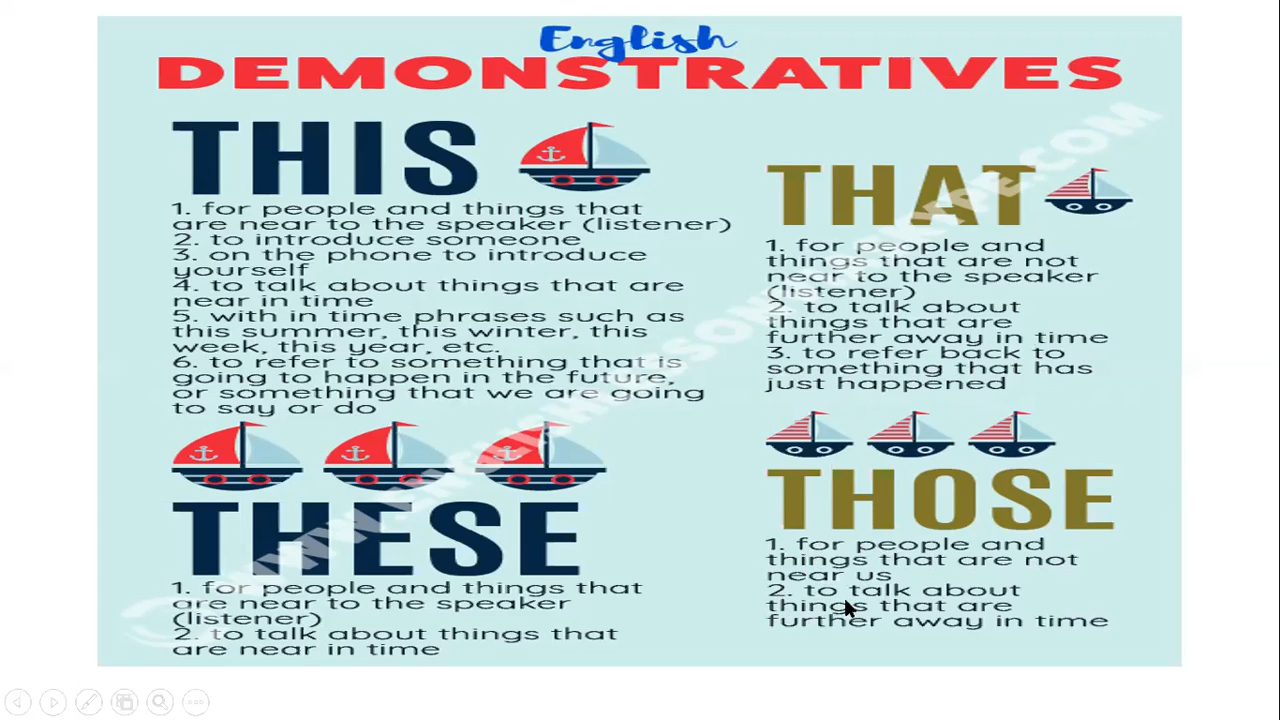 English
DEMONSTRATIVES
THIS
1. for people and things that
are near to the speaker (listener)
2. to introduce someone
3. on the phone to introduce
yourself
4. to talk about things that are
near in time
5. with in time phrases such as
this summer, this winter, this
week, this year, etc.
6. to refer to something that is
going to happen in the future,
or something that we are going
to say or do
THESE
1. for people and things that
are near to the speaker
(listener)
2. to talk about things that
are near in time
THAT
1. for people and
things that are not
near to the speaker
(listener)
2. to talk about
things that are
further away in time
3. to refer back to
something that has
just happened
THOSE
1. for people and
things that are not
near us
2. to talk about
things that are
further away in time